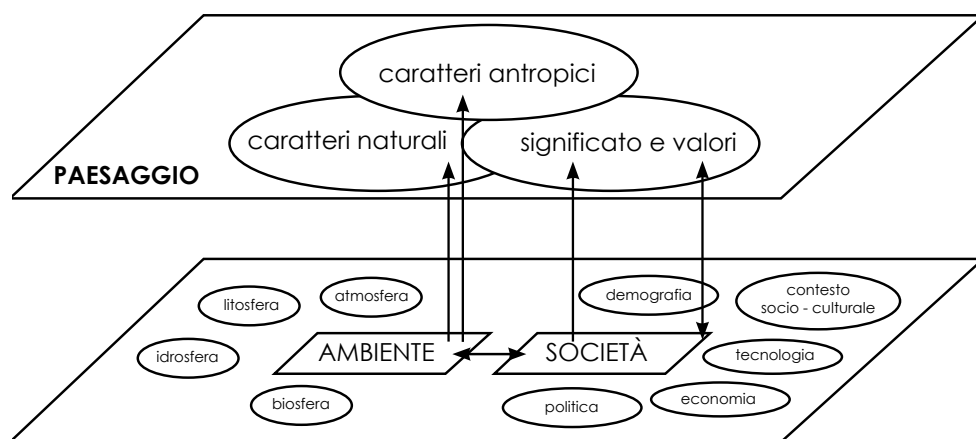 caratteri antropici
caratteri naturali
significato e valori
PAESAGGIO
demografia
contesto
socio - culturale
atmosfera
litosfera
idrosfera
AMBIENTE
SOCIETÀ
tecnologia
biosfera
politica
economia